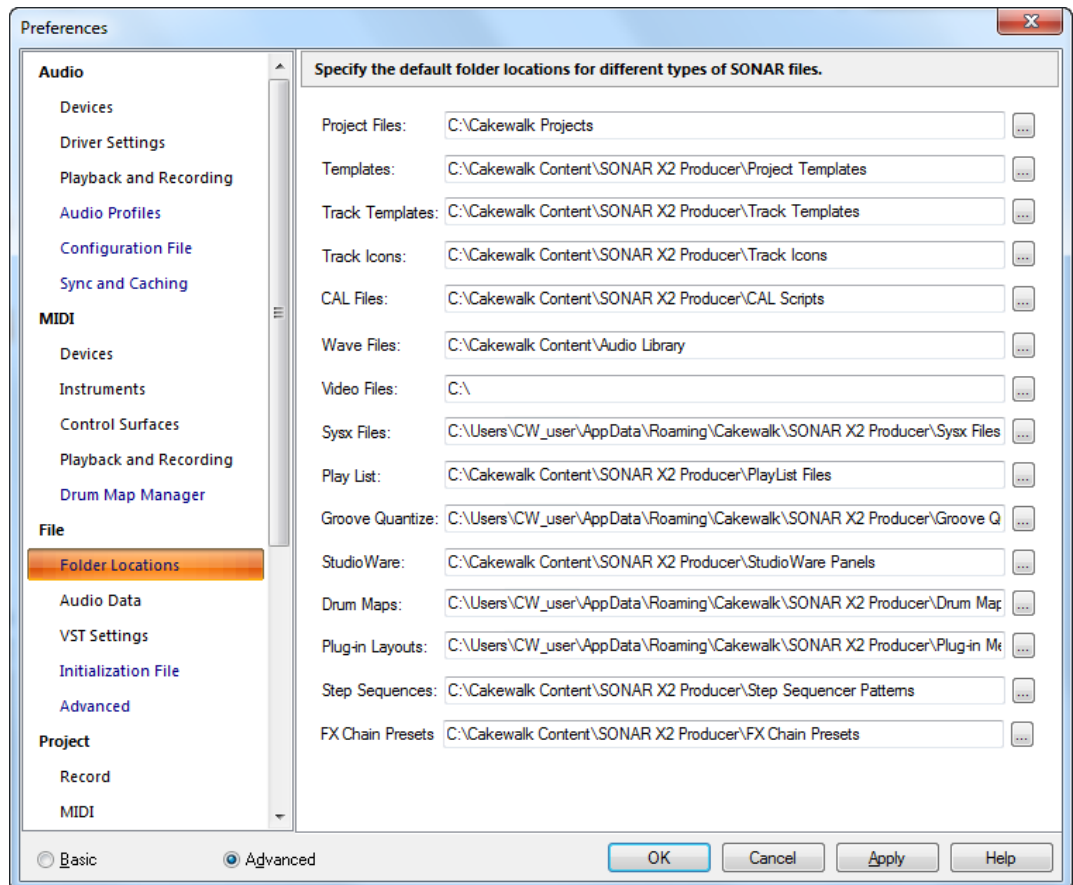 Preferences
Audio
Devices
Driver Settings
Playback and Recording
Audio Profiles
Configuration File
Sync and Caching
MIDI
Devices
Instruments
Control Surfaces
Playback and Recording
Drum Map Manager
File
Folder Locations
Audio Data
VST Settings
Initialization File
Advanced
Project
Record
MIDI
Specify the default folder locations for different types of SONAR files.
Project Files: C:\Cakewalk Projects ...
Templates: C:\Cakewalk Content\SONAR X2 Producer\Project Templates ...
Track Templates: C:\Cakewalk Content\SONAR X2 Producer\Track Templates ...
Track Icons: C:\Cakewalk Content\SONAR X2 Producer\Track Icons ...
CAL Files: C:\Cakewalk Content\SONAR X2 Producer\CAL Scripts ...
Wave Files: C:\Cakewalk Content\Audio Library ...
Video Files: C:\ ...
Sysx Files: C:\Users\CW_user\AppData\Roaming\Cakewalk\SONAR X2 Producer\Sysx Files ...
Play List: C:\Cakewalk Content\SONAR X2 Producer\PlayList Files ...
Groove Quantize: C:\Users\CW_user\AppData\Roaming\Cakewalk\SONAR X2 Producer\Groove Q ...
StudioWare: C:\Cakewalk Content\SONAR X2 Producer\StudioWare Panels ...
Drum Maps: C:\Users\CW_user\AppData\Roaming\Cakewalk\SONAR X2 Producer\Drum Map ...
Plug-in Layouts: C:\Users\CW_user\AppData\Roaming\Cakewalk\SONAR X2 Producer\Plug-in Me ...
Step Sequences: C:\Cakewalk Content\SONAR X2 Producer\Step Sequencer Patterns ...
FX Chain Presets C:\Cakewalk Content\SONAR X2 Producer\FX Chain Presets ...
Basic Advanced OK Cancel Apply Help